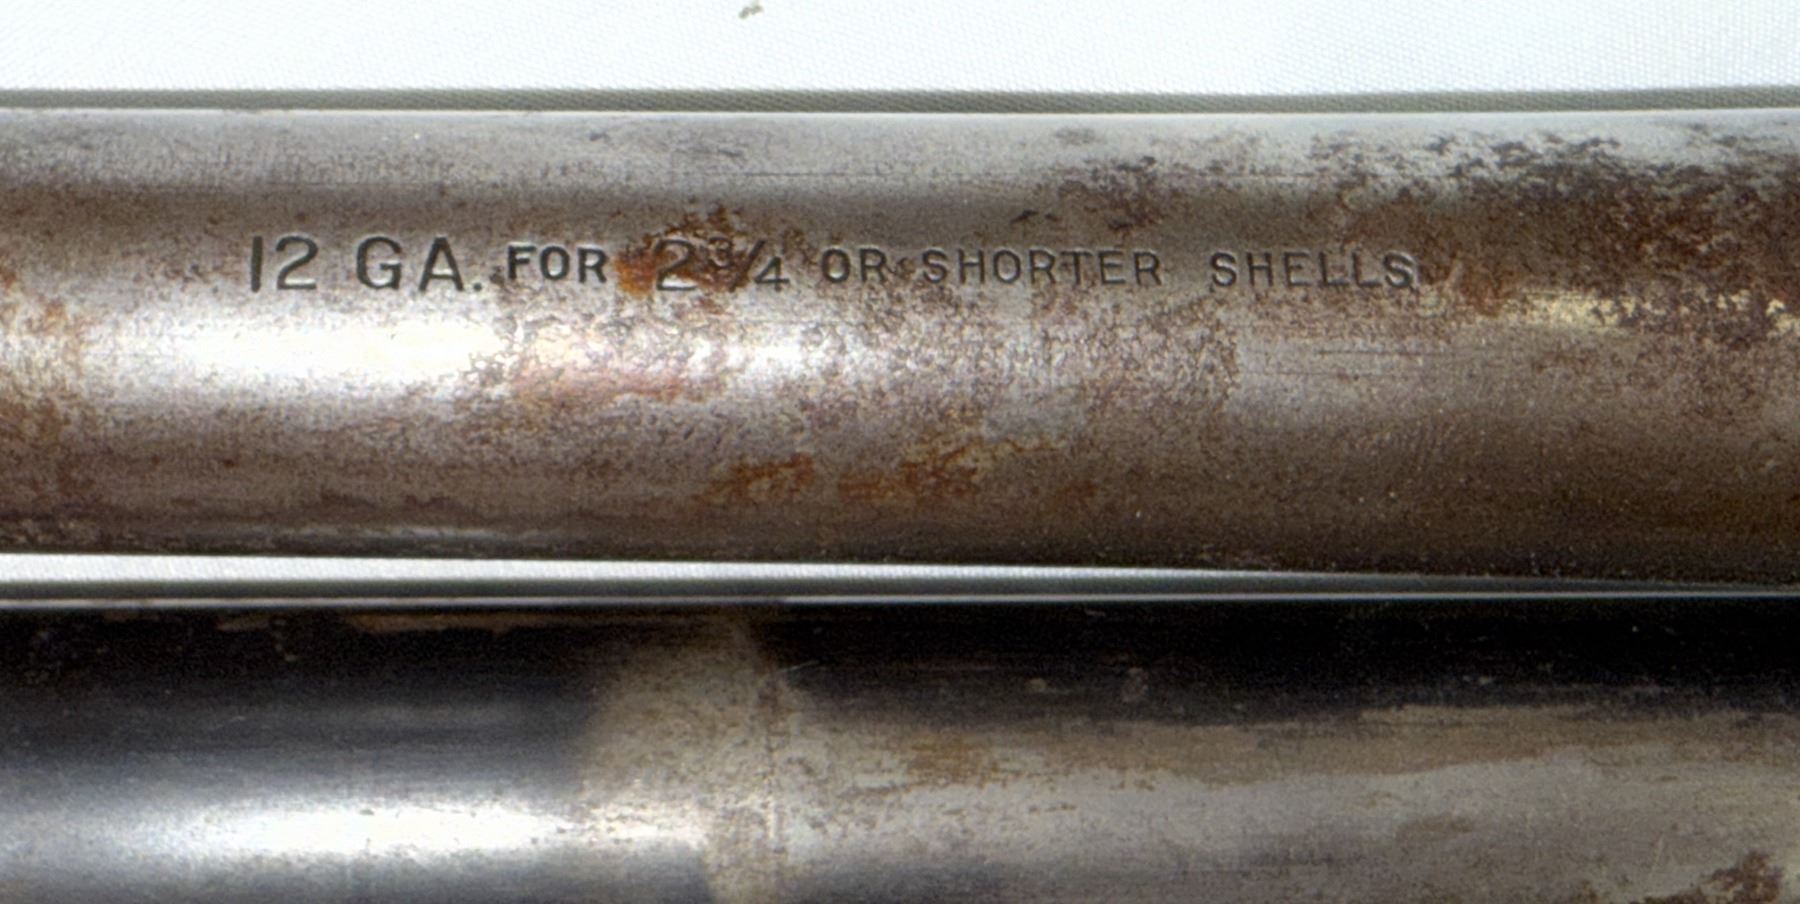 12 GA. FOR 2¾ OR SHORTER SHELLS